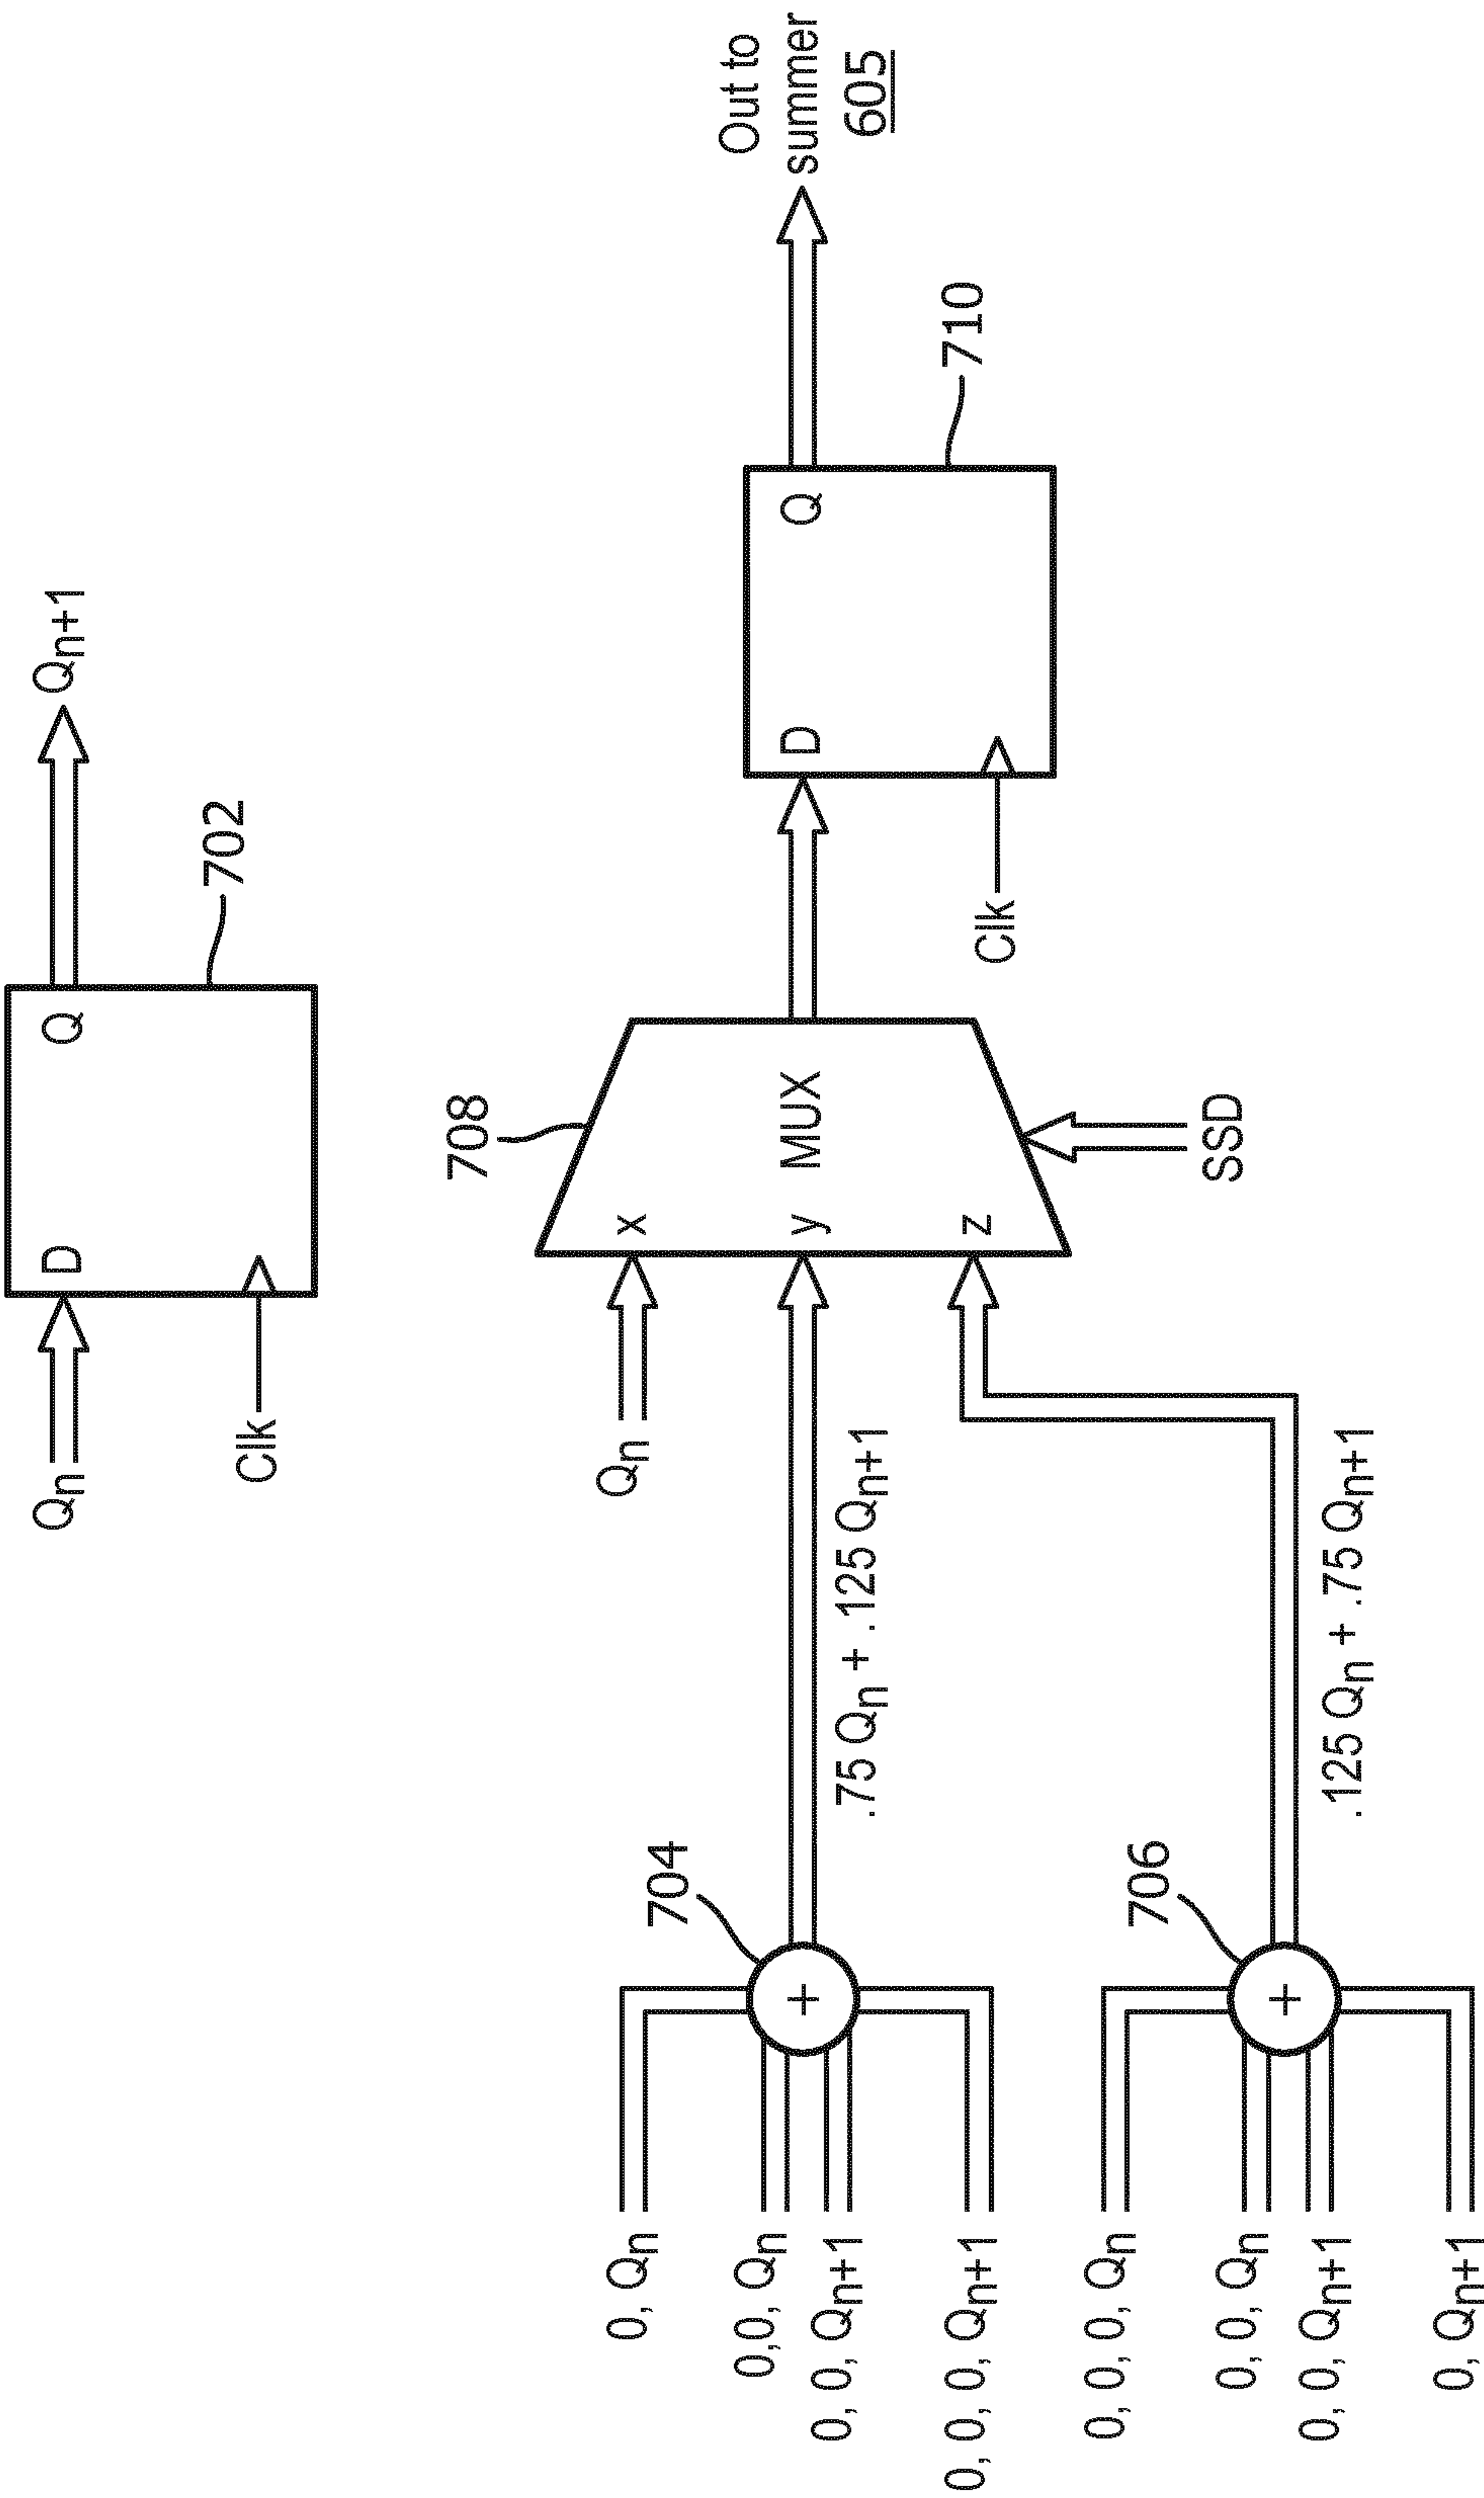 Qn
D
Q
Qn+1
Clk
702
708
Qn
x
y MUX
z
SSD
D
Q
Clk
710
Out to
summer
605
704
0, Qn
0,0, Qn
0, 0, Qn+1
0, 0, 0, Qn+1
+
.75 Qn + .125 Qn+1
706
0, 0, 0, Qn
0, 0, Qn
0, 0, Qn+1
0, Qn+1
+
.125 Qn + .75 Qn+1